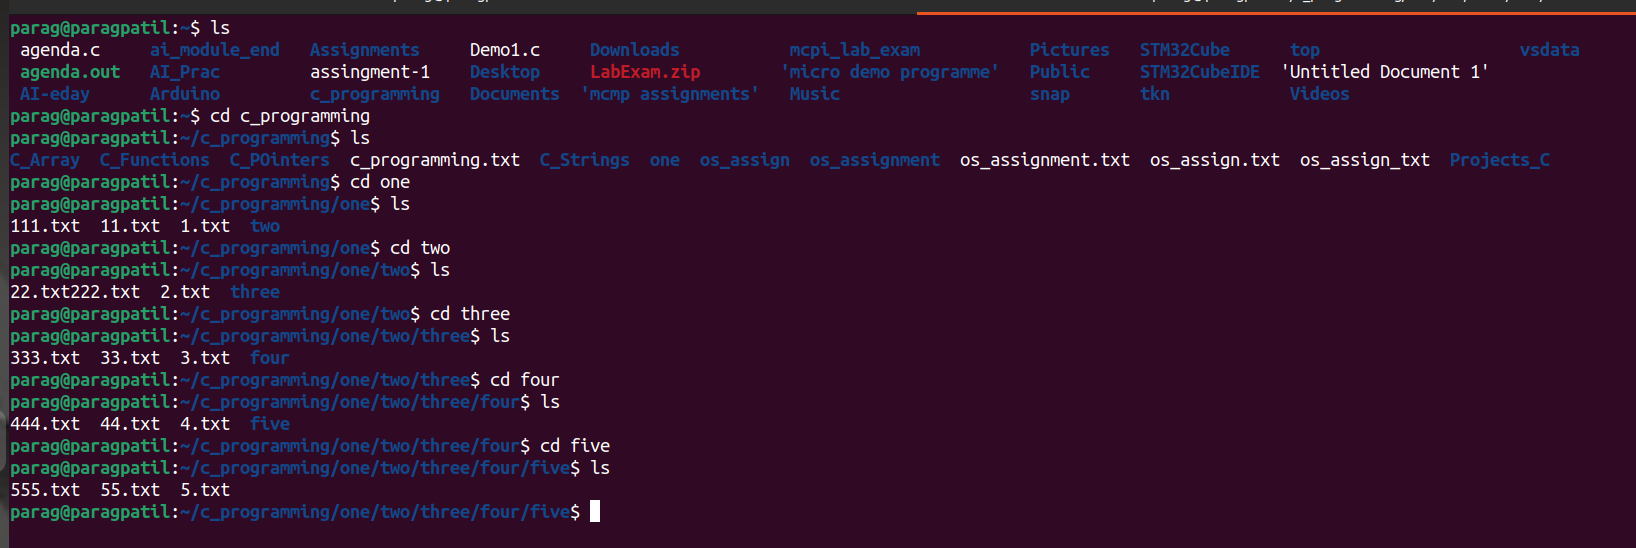 parag@paragpatil:~$ ls
agenda.c ai_module_end Assignments Demo1.c Downloads mcpi_lab_exam Pictures STM32Cube top vsdata
agenda.out AI_Prac assingment-1 Desktop LabExam.zip 'micro demo programme' Public STM32CubeIDE 'Untitled Document 1'
AI-eday Arduino c_programming Documents 'mcmp assignments' Music snap tkn Videos
parag@paragpatil:~$ cd c_programming
parag@paragpatil:~/c_programming$ ls
C_Array C_Functions C_POinters c_programming.txt C_Strings one os_assign os_assignment os_assignment.txt os_assign.txt os_assign_txt Projects_C
parag@paragpatil:~/c_programming$ cd one
parag@paragpatil:~/c_programming/one$ ls
111.txt 11.txt 1.txt two
parag@paragpatil:~/c_programming/one$ cd two
parag@paragpatil:~/c_programming/one/two$ ls
22.txt222.txt 2.txt three
parag@paragpatil:~/c_programming/one/two$ cd three
parag@paragpatil:~/c_programming/one/two/three$ ls
333.txt 33.txt 3.txt four
parag@paragpatil:~/c_programming/one/two/three$ cd four
parag@paragpatil:~/c_programming/one/two/three/four$ ls
444.txt 44.txt 4.txt five
parag@paragpatil:~/c_programming/one/two/three/four$ cd five
parag@paragpatil:~/c_programming/one/two/three/four/five$ ls
555.txt 55.txt 5.txt
parag@paragpatil:~/c_programming/one/two/three/four/five$